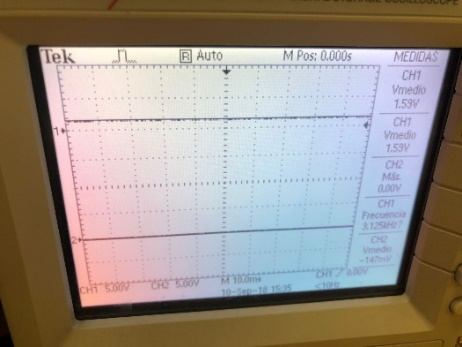 Tek
R Auto
M Pos: 0.000s
MEDIDAS
CH1
Vmedio
1.59V
CH1
Vmedio
1.59V
CH2
Máx.
0.00V
CH1
Frecuencia
3.125kHz?
CH2
Vmedio
-147mV
1
2
CH1 5.00V CH2 5.00V M 10.0ms CH1 / 0.00V
10-Sep-18 15:35 <10Hz